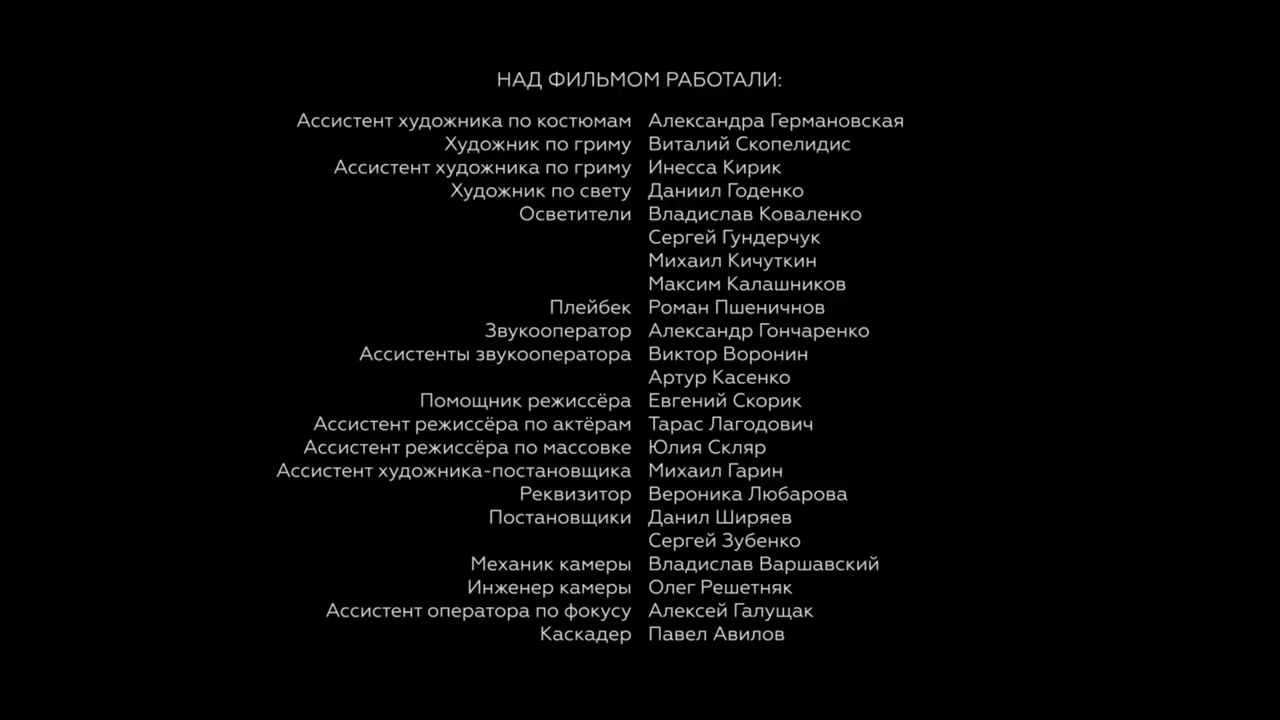 НАД ФИЛЬМОМ РАБОТАЛИ:
Ассистент художника по костюмам Александра Германовская
Художник по гриму Виталий Скопелидис
Ассистент художника по гриму Инесса Кирик
Художник по свету Даниил Годенко
Осветители Владислав Коваленко
Сергей Гундерчук
Михаил Кичуткин
Максим Калашников
Плейбек Роман Пшеничнов
Звукооператор Александр Гончаренко
Ассистенты звукооператора Виктор Воронин
Артур Касенко
Помощник режиссёра Евгений Скорик
Ассистент режиссёра по актёрам Тарас Лагодович
Ассистент режиссёра по массовке Юлия Скляр
Ассистент художника-постановщика Михаил Гарин
Реквизитор Вероника Любарова
Постановщики Данил Ширяев
Сергей Зубенко
Механик камеры Владислав Варшавский
Инженер камеры Олег Решетняк
Ассистент оператора по фокусу Алексей Галущак
Каскадер Павел Авилов